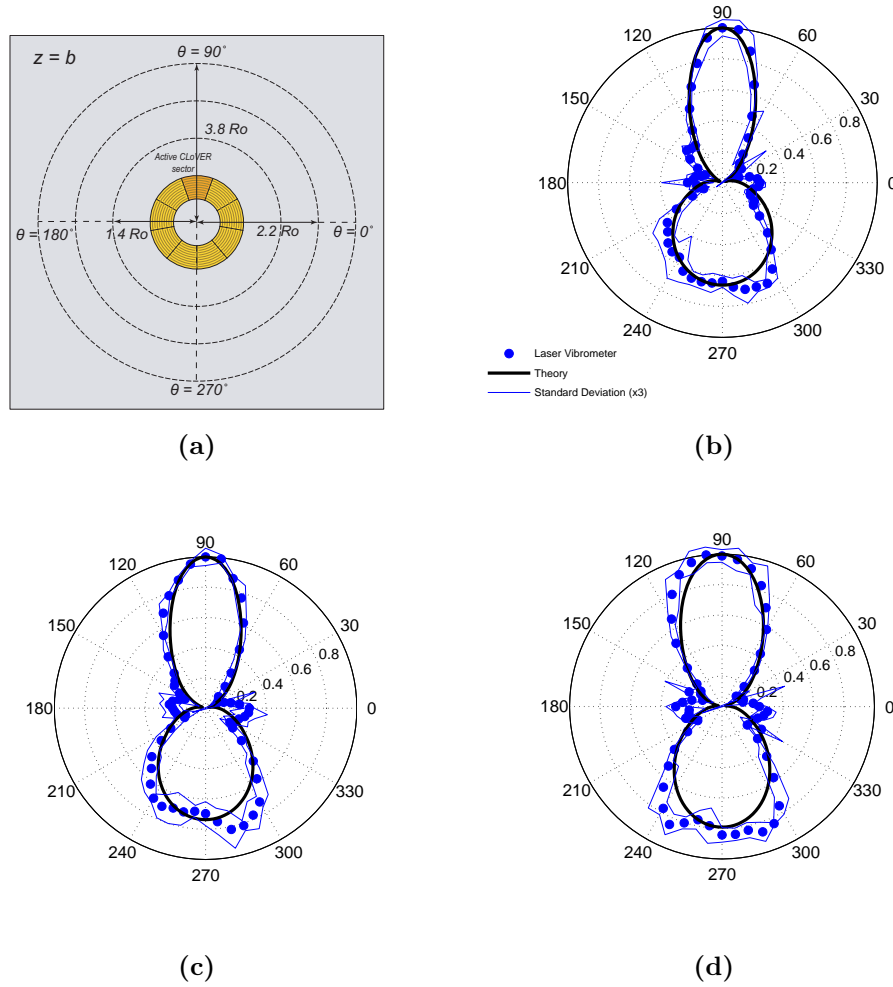 z = b
θ = 90°
3.8 Ro
Active CLoVER
sector
θ = 180°
1.4 Ro
2.2 Ro
θ = 0°
θ = 270°
(a)
90
120
60
150
30
0.8
0.6
0.4
0.2
180
0
210
330
240
300
270
Laser Vibrometer
Theory
Standard Deviation (x3)
(b)
90
120
60
150
30
0.8
0.6
0.4
0.2
180
0
210
330
240
300
270
(c)
90
120
60
150
30
0.8
0.6
0.4
0.2
180
0
210
330
240
300
270
(d)